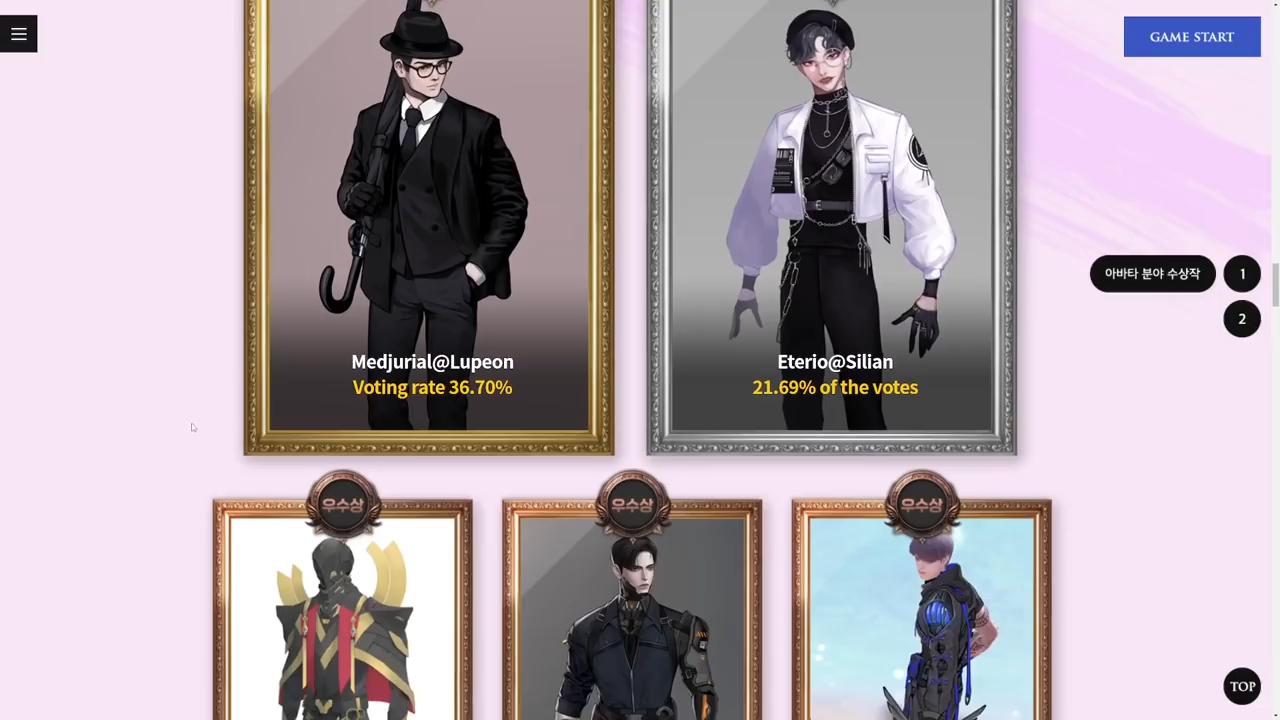 GAME START
아바타 분야 수상작
1
2
Medjurial@Lupeon
Voting rate 36.70%
Eterio@Silian
21.69% of the votes
우수상
우수상
우수상
TOP